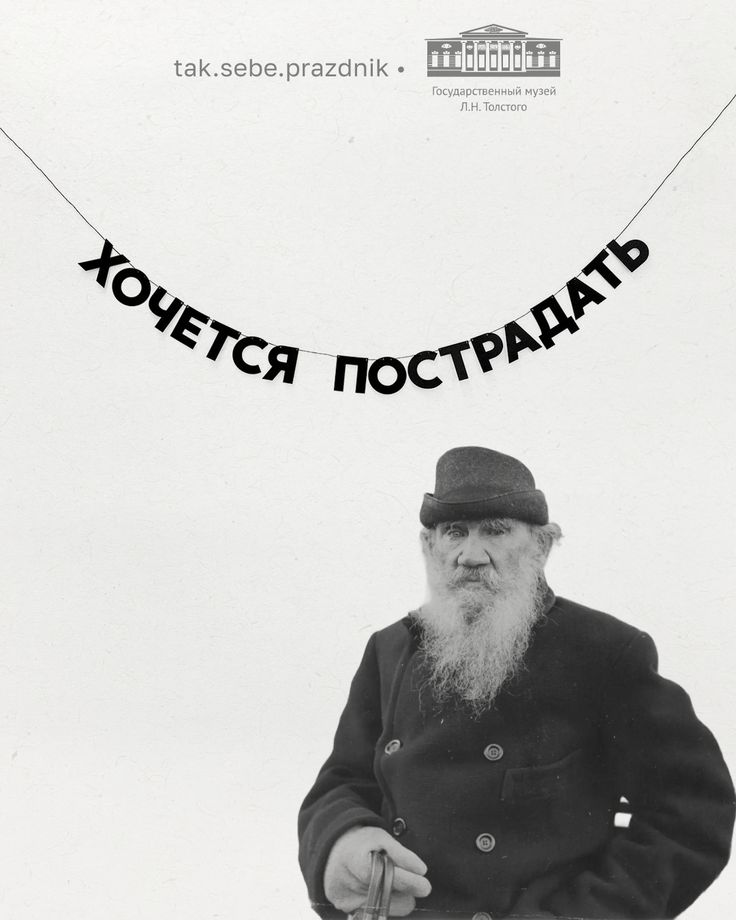 tak.sebe.prazdnik •
Государственный музей
Л.Н. Толстого
ХОЧЕТСЯ ПОСТРАДАТЬ